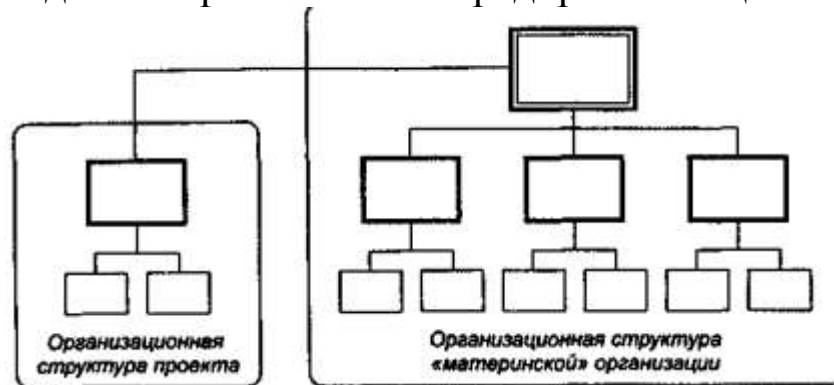 Организационная
структура проекта
Организационная структура
«материнской» организации